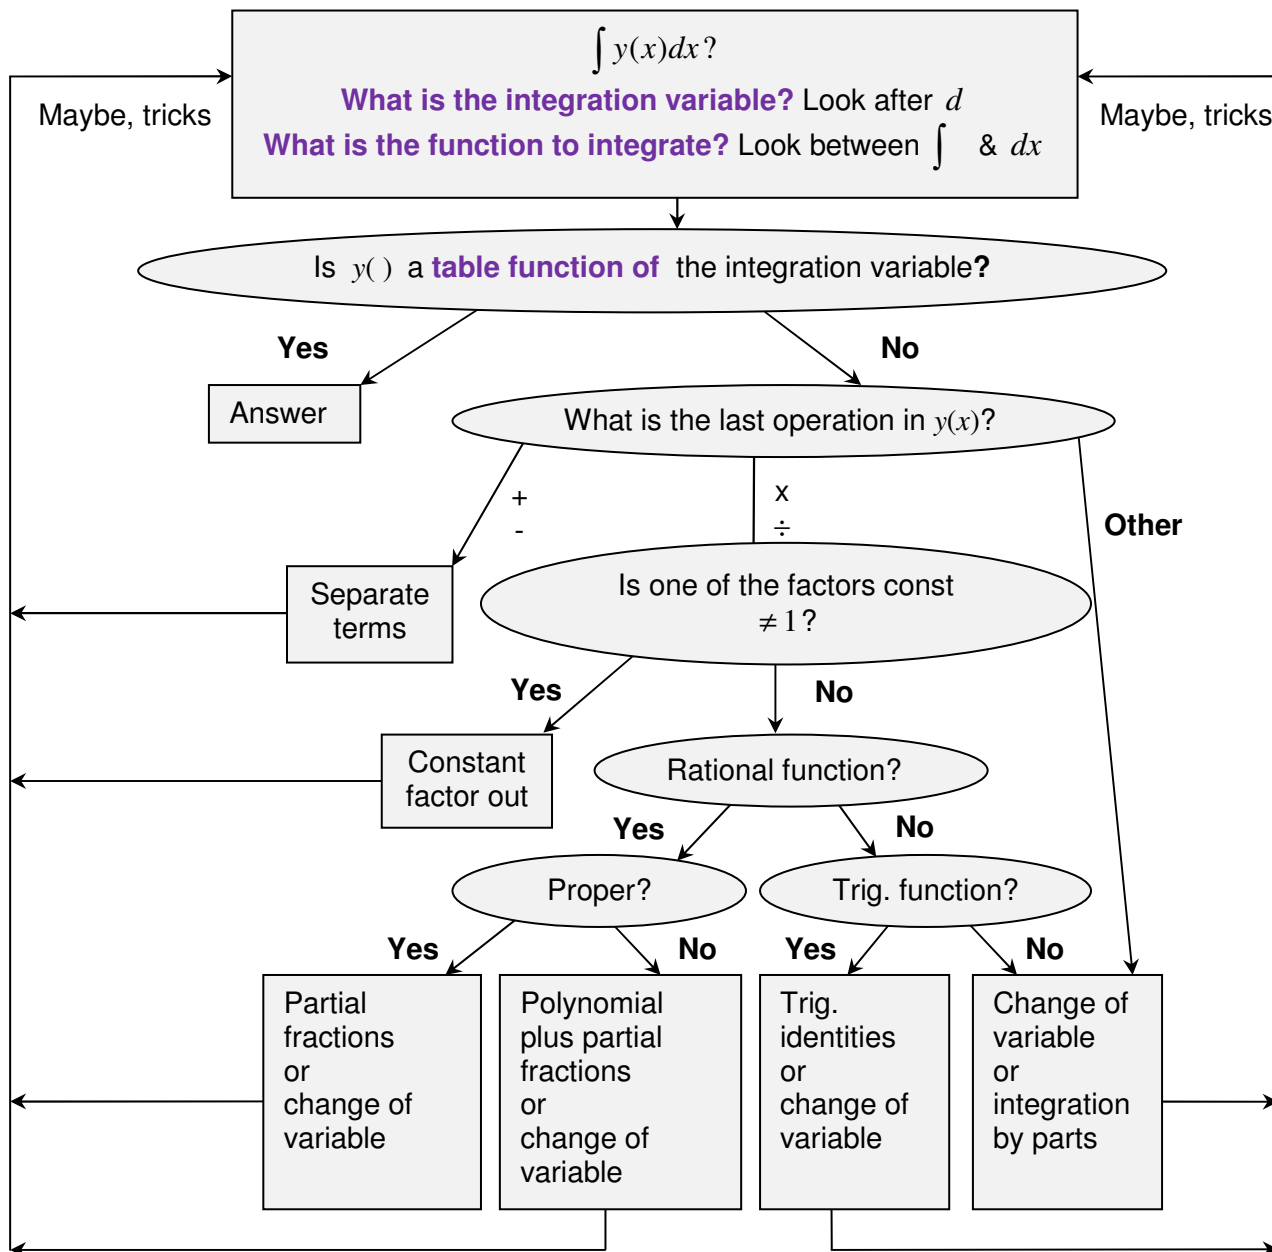 ∫ y(x)dx?
What is the integration variable? Look after d
What is the function to integrate? Look between ∫ & dx
Maybe, tricks
Maybe, tricks
Is y( ) a table function of the integration variable?
Yes
No
Answer
What is the last operation in y(x)?
+
-
x
÷
Other
Separate
terms
Is one of the factors const
≠ 1?
Yes
No
Constant
factor out
Rational function?
Yes
No
Proper?
Trig. function?
Yes
No
Yes
No
Partial
fractions
or
change of
variable
Polynomial
plus partial
fractions
or
change of
variable
Trig.
identities
or
change of
variable
Change of
variable
or
integration
by parts